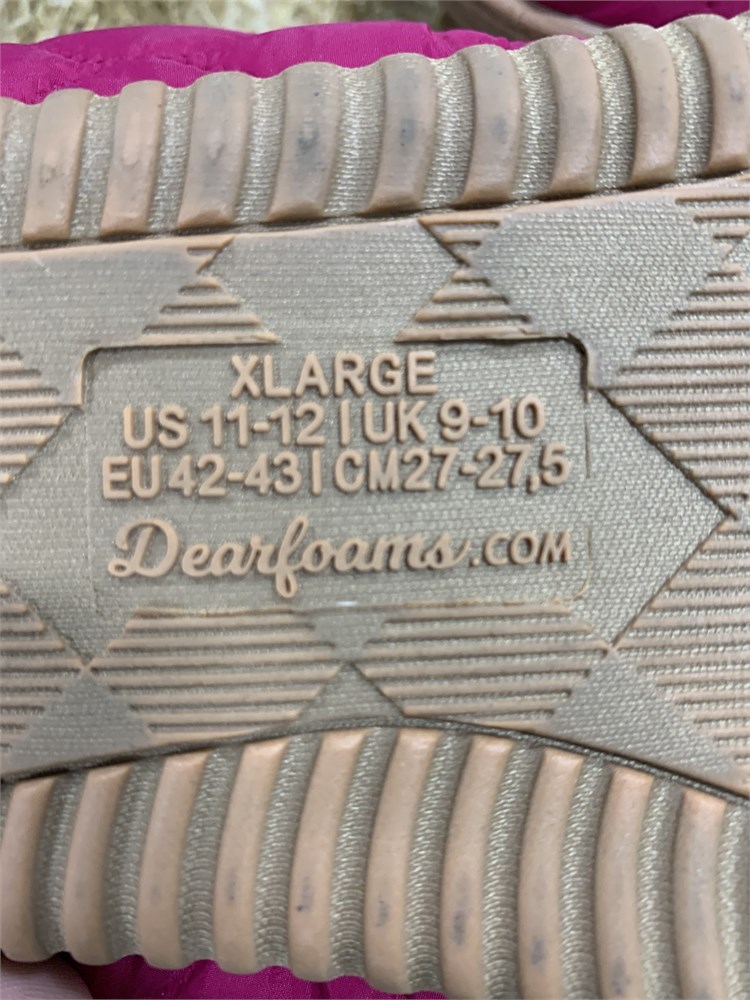 XLARGE
US 11-12 | UK 9-10
EU 42-43 | CM27-27,5
Dearfoams.COM